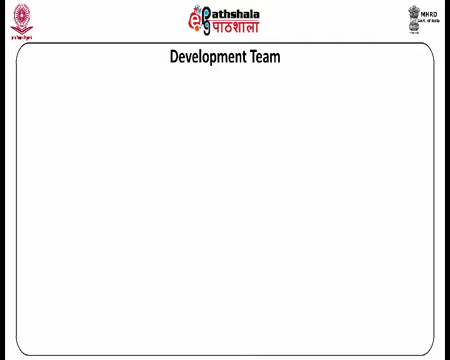 ePathshala
पाठशाला
MHRD
Development Team